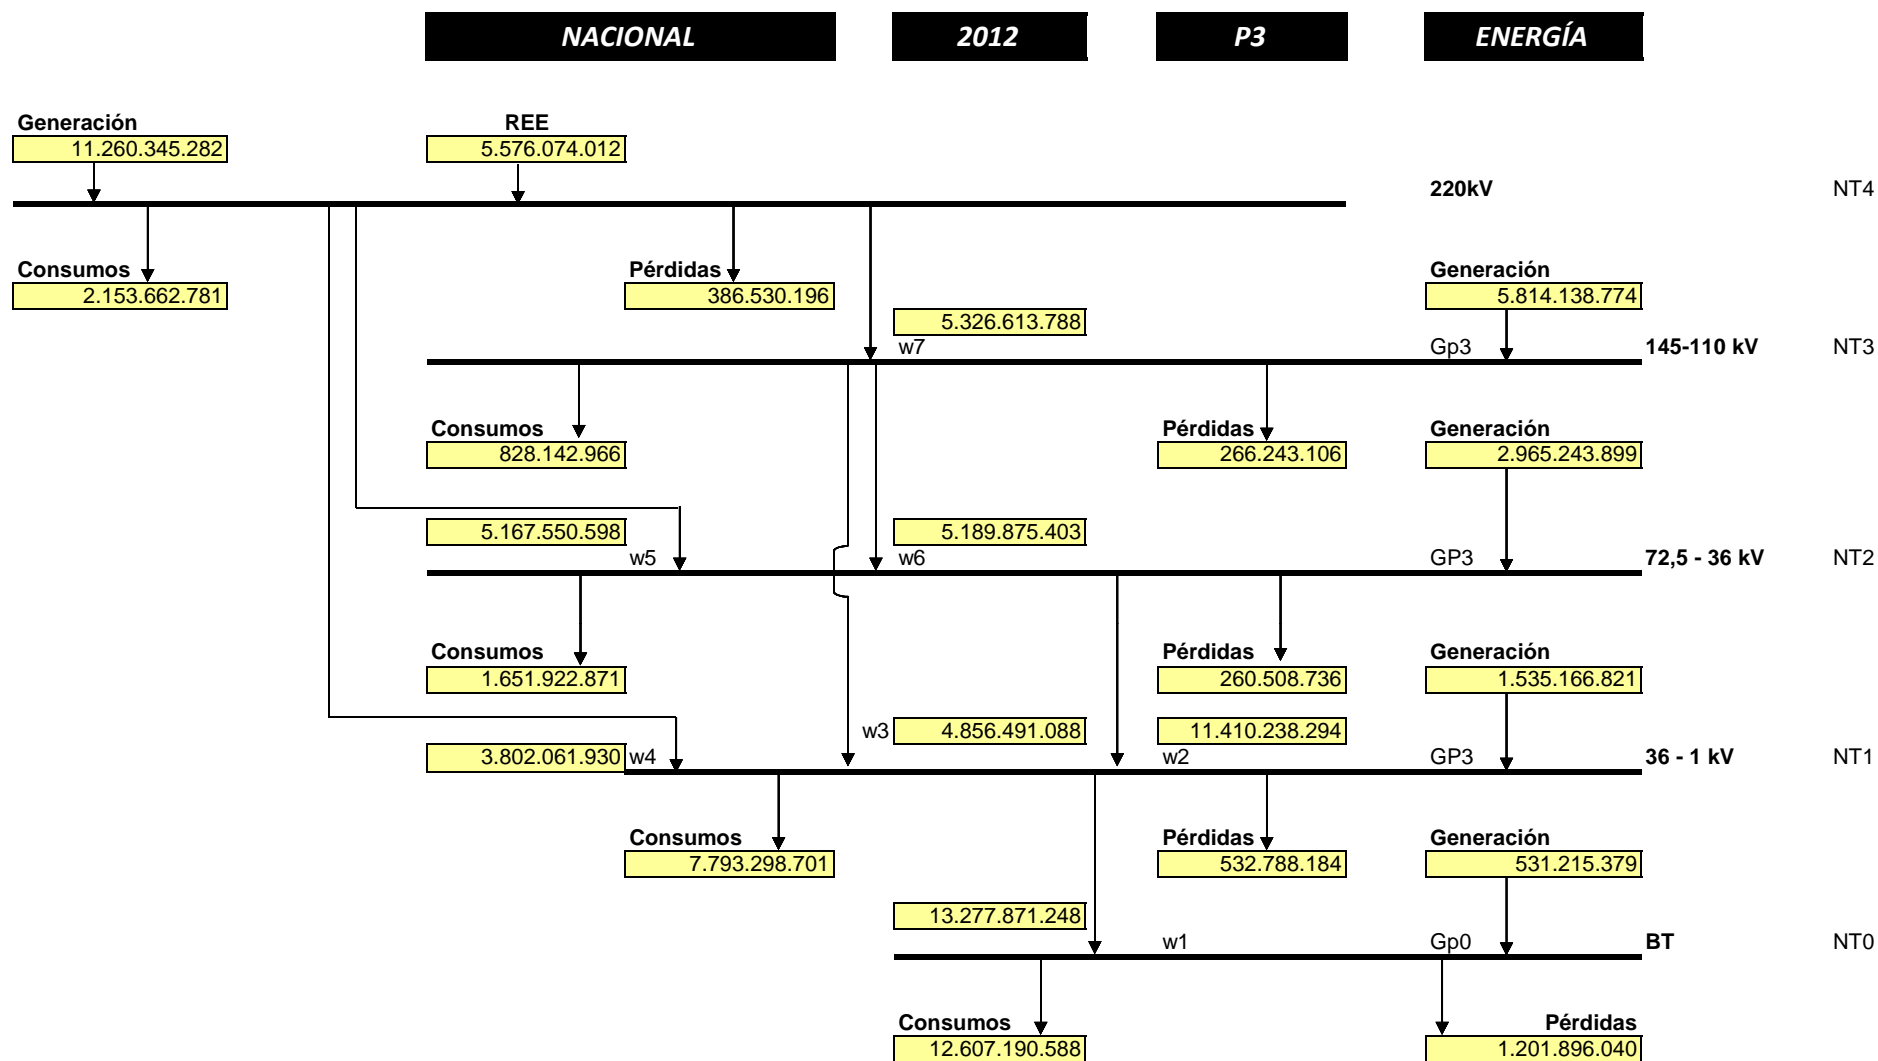 NACIONAL 2012 P3 ENERGÍA
Generación REE
11.260.345.282 5.576.074.012
220kV NT4
Consumos Pérdidas Generación
2.153.662.781 386.530.196 5.814.138.774
5.326.613.788
w7 Gp3 145-110 kV NT3
Consumos Pérdidas Generación
828.142.966 266.243.106 2.965.243.899
5.167.550.598 5.189.875.403
w5 w6 GP3 72,5 - 36 kV NT2
Consumos Pérdidas Generación
1.651.922.871 260.508.736 1.535.166.821
w3 4.856.491.088 11.410.238.294
3.802.061.930 w4 w2 GP3 36 - 1 kV NT1
Consumos Pérdidas Generación
7.793.298.701 532.788.184 531.215.379
13.277.871.248
w1 Gp0 BT NT0
Consumos Pérdidas
12.607.190.588 1.201.896.040